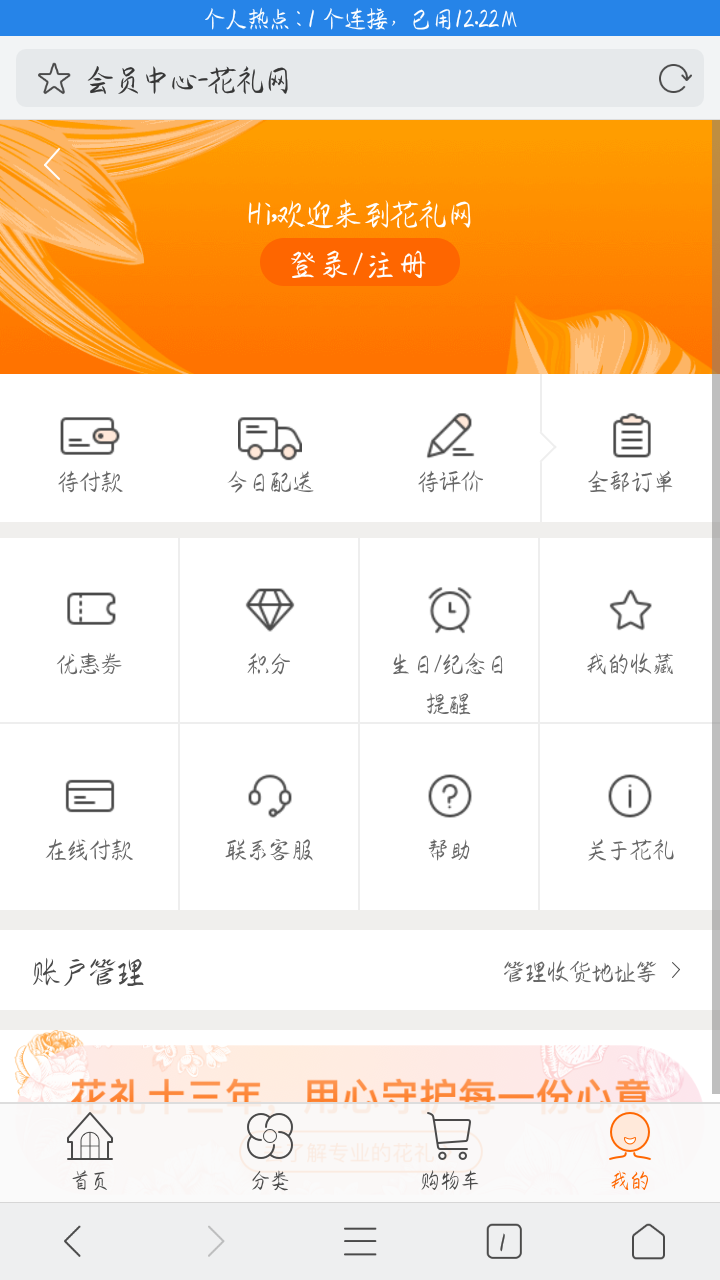 个人热点：1 个连接，已用12.22M
会员中心-花礼网
Hi,欢迎来到花礼网
登录/注册
待付款
今日配送
待评价
全部订单
优惠券
积分
生日/纪念日
提醒
我的收藏
在线付款
联系客服
帮助
关于花礼
账户管理
管理收货地址等
花礼十三年 用心守护每一份心意
了解专业的花礼
首页
分类
购物车
我的
1